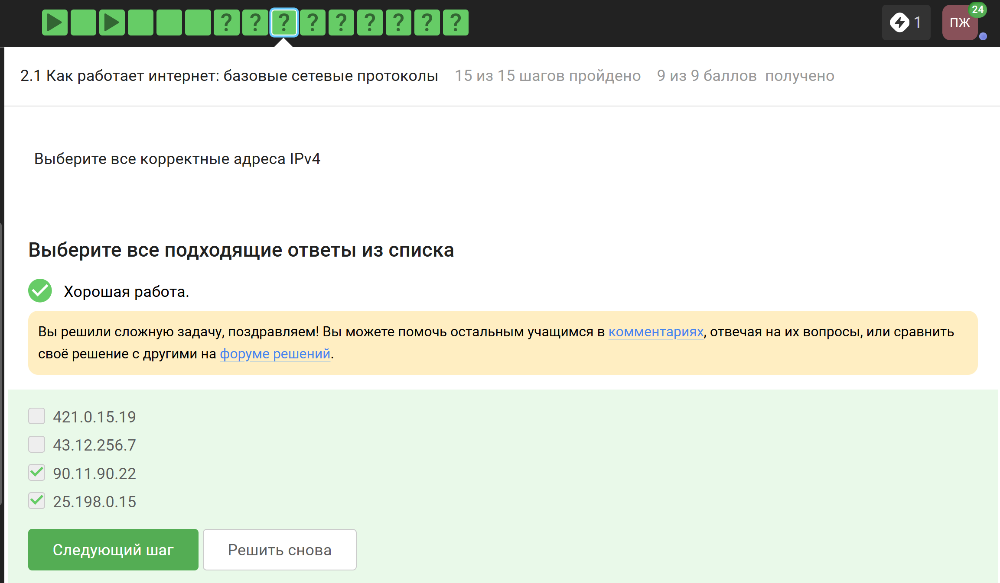 ? ? ? ? ? ? ? ? ?
1
ПЖ
24
2.1 Как работает интернет: базовые сетевые протоколы 15 из 15 шагов пройдено 9 из 9 баллов получено
Выберите все корректные адреса IPv4
Выберите все подходящие ответы из списка
Хорошая работа.
Вы решили сложную задачу, поздравляем! Вы можете помочь остальным учащимся в комментариях, отвечая на их вопросы, или сравнить
своё решение с другими на форуме решений.
421.0.15.19
43.12.256.7
90.11.90.22
25.198.0.15
Следующий шаг Решить снова